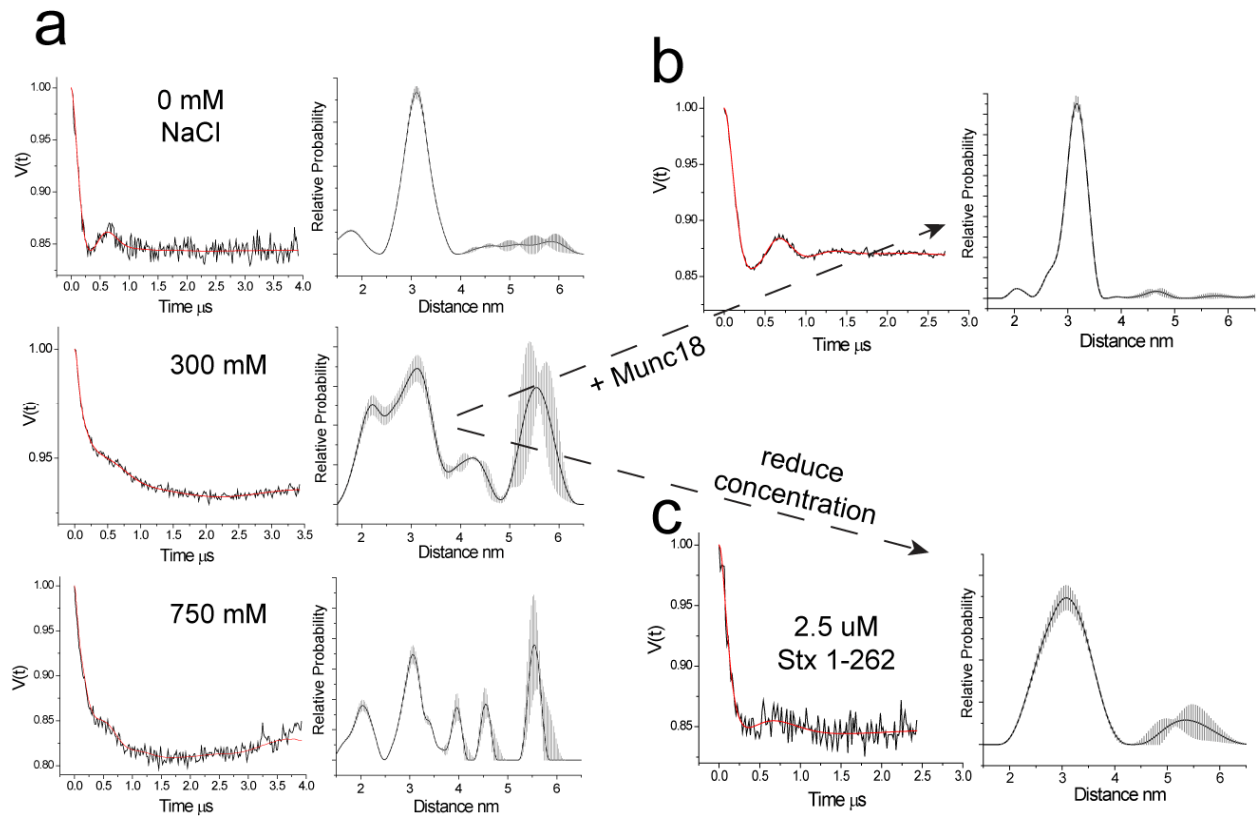 a
1.00
0.95
0.90
0.85
V(t)
0 mM
NaCl
0.0 0.5 1.0 1.5 2.0 2.5 3.0 3.5 4.0
Time μs
Relative Probability
2 3 4 5 6
Distance nm
1.00
0.95
V(t)
300 mM
0.0 0.5 1.0 1.5 2.0 2.5 3.0 3.5
Time μs
Relative Probability
2 3 4 5 6
Distance nm
1.00
0.95
0.90
0.85
0.80
V(t)
750 mM
0.0 0.5 1.0 1.5 2.0 2.5 3.0 3.5 4.0
Time μs
Relative Probability
2 3 4 5 6
Distance nm
b
1.00
0.95
0.90
0.85
V(t)
0.0 0.5 1.0 1.5 2.0 2.5 3.0
Time μs
Relative Probability
2 3 4 5 6
Distance nm
+ Munc18
reduce
concentration
c
1.00
0.95
0.90
0.85
V(t)
2.5 uM
Stx 1-262
0.0 0.5 1.0 1.5 2.0 2.5 3.0
Time μs
Relative Probability
2 3 4 5 6
Distance nm